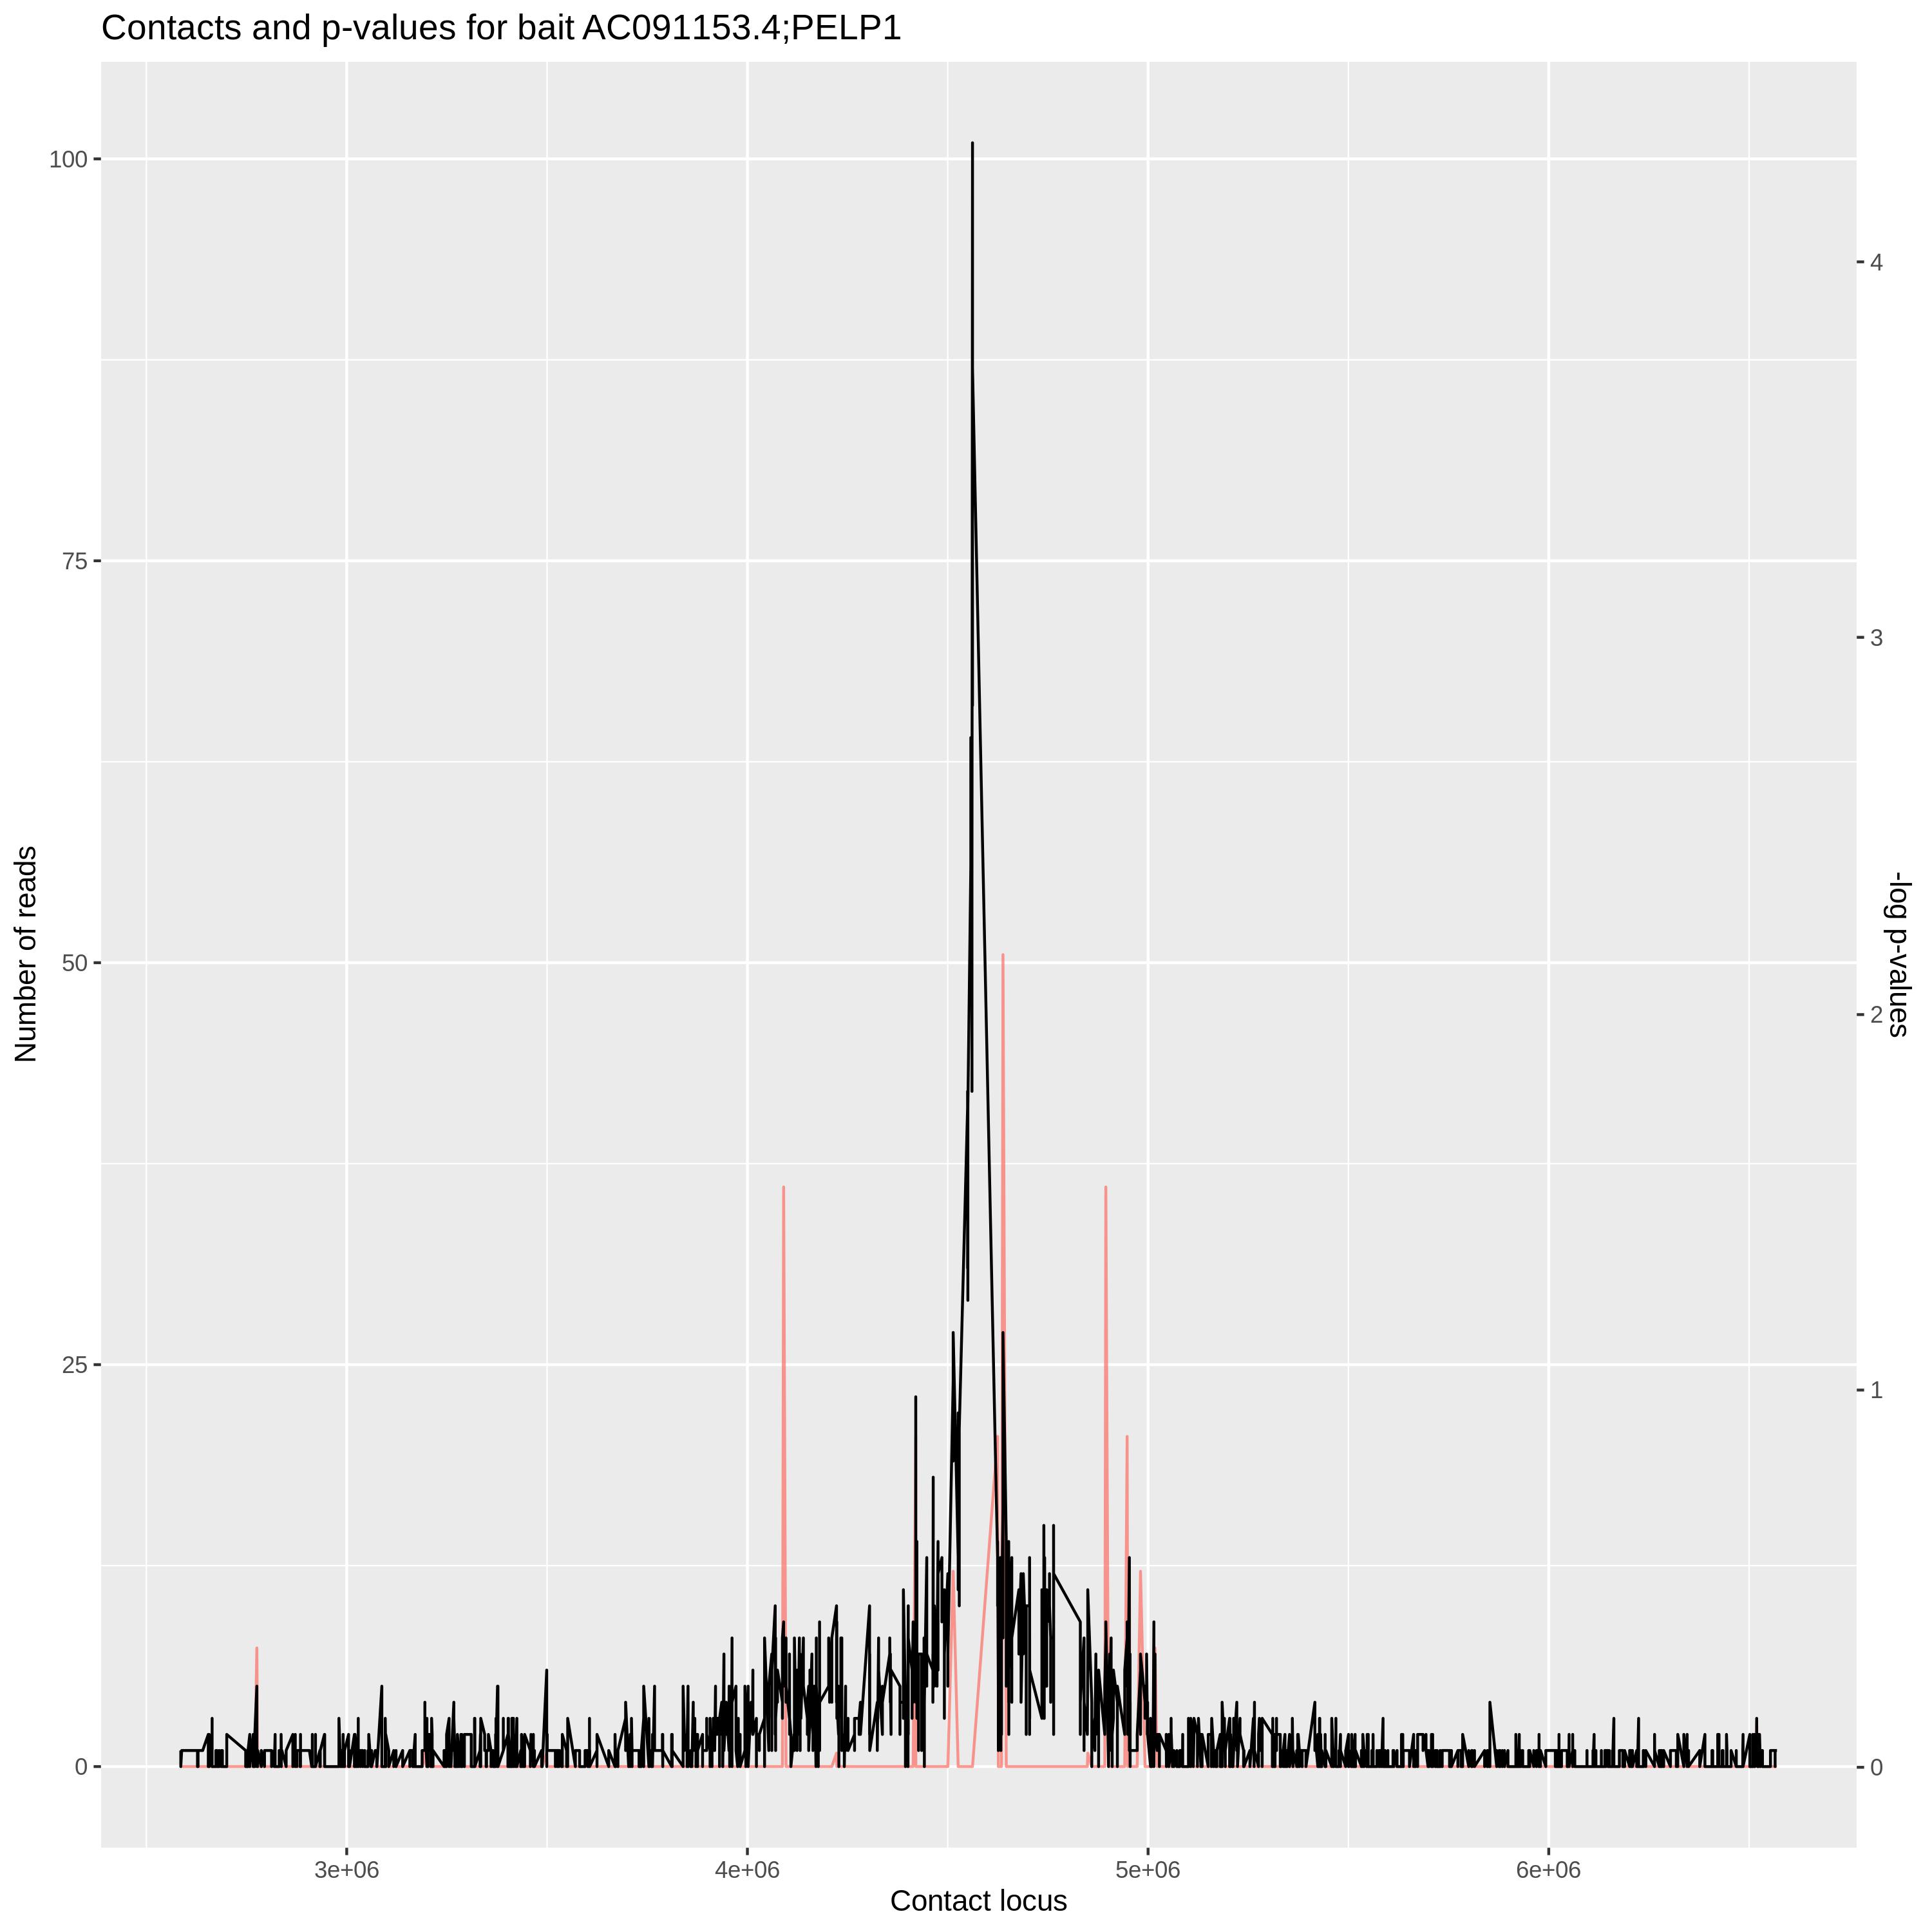 Contacts and p-values for bait AC091153.4;PELP1
100
75
50
25
0
Number of reads
4
3
2
1
0
-log p-values
3e+06
4e+06
5e+06
6e+06
Contact locus